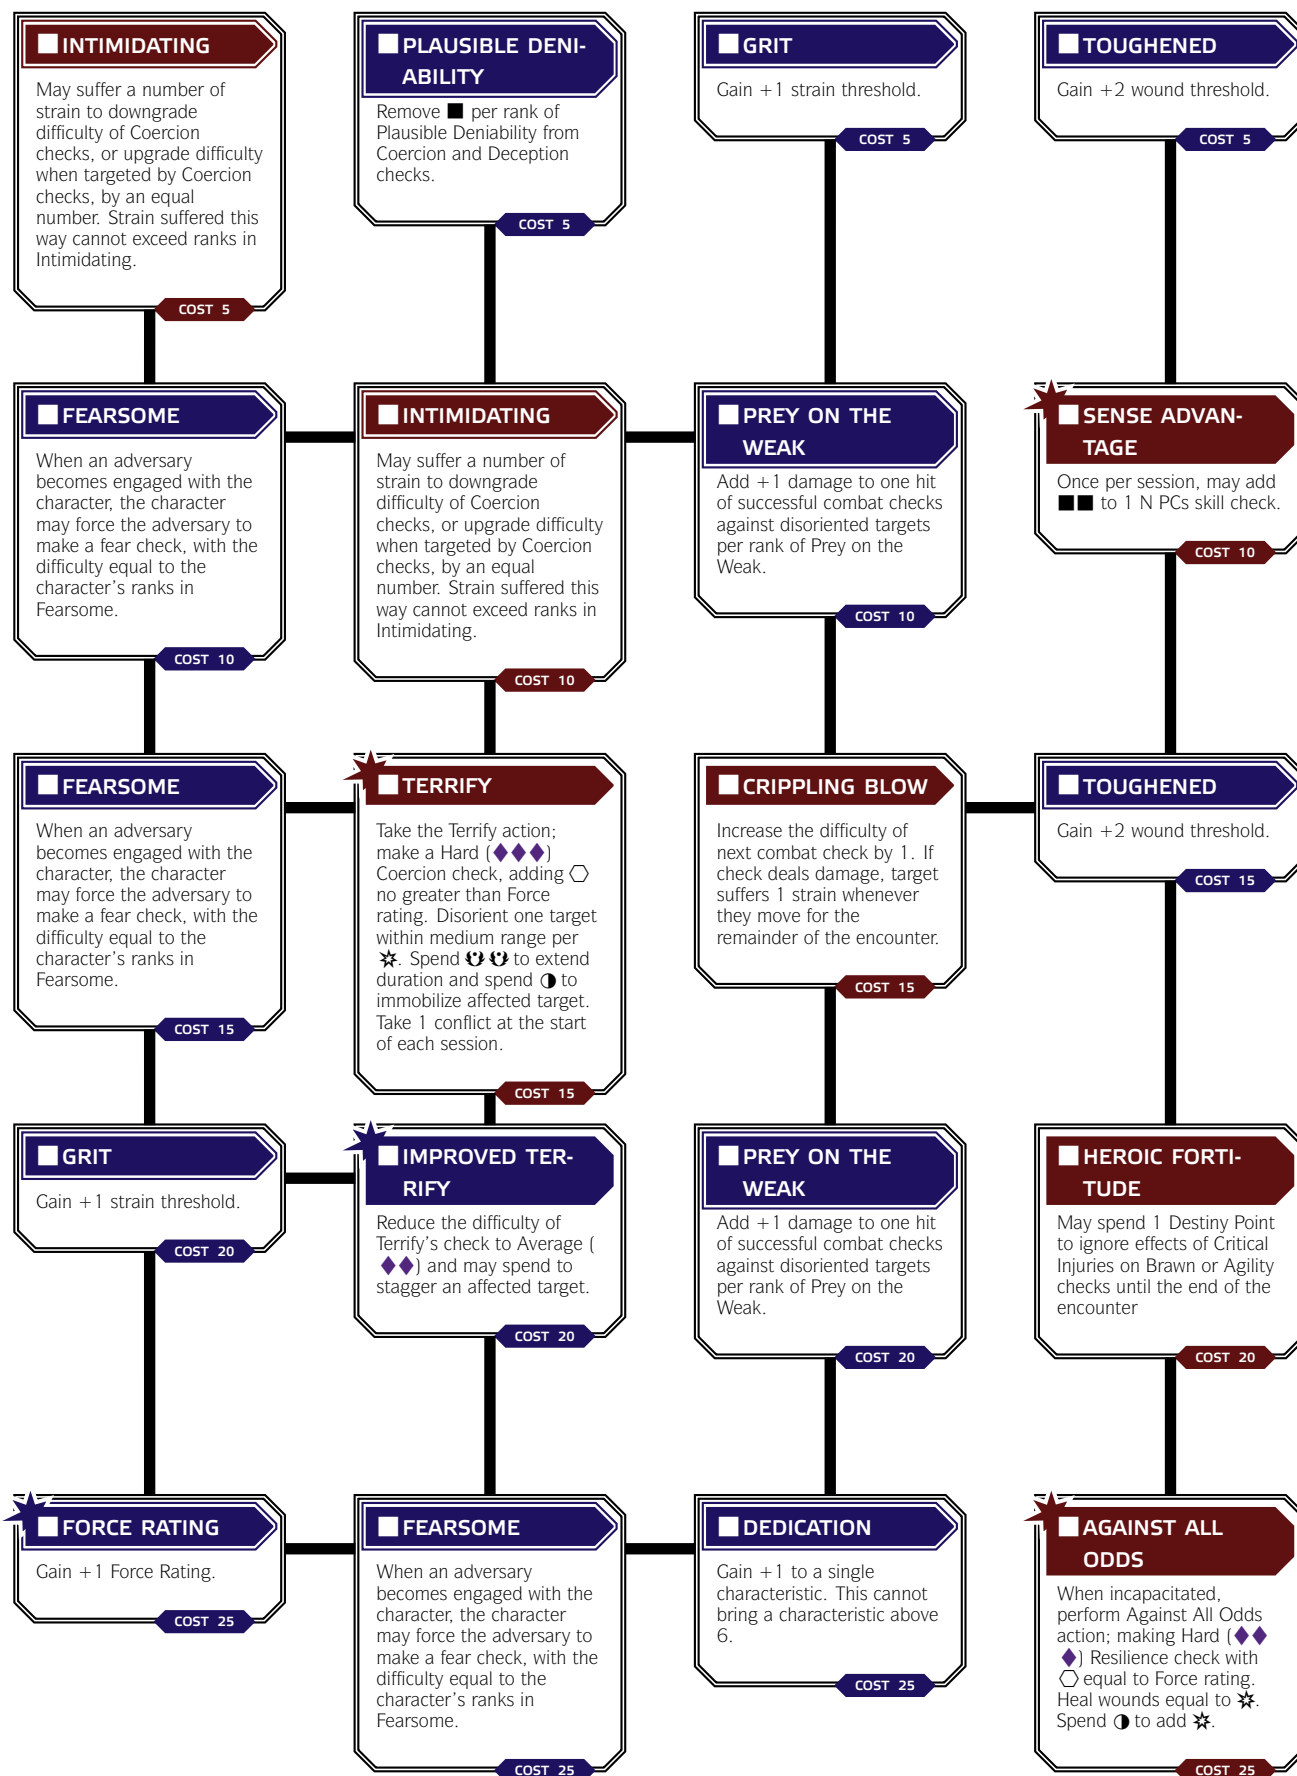 INTIMIDATING
May suffer a number of
strain to downgrade
difficulty of Coercion
checks, or upgrade difficulty
when targeted by Coercion
checks, by an equal
number. Strain suffered this
way cannot exceed ranks in
Intimidating.
COST 5
PLAUSIBLE DENI-
ABILITY
Remove ■ per rank of
Plausible Deniability from
Coercion and Deception
checks.
COST 5
GRIT
Gain +1 strain threshold.
COST 5
TOUGHENED
Gain +2 wound threshold.
COST 5
FEARSOME
When an adversary
becomes engaged with the
character, the character
may force the adversary to
make a fear check, with the
difficulty equal to the
character's ranks in
Fearsome.
COST 10
INTIMIDATING
May suffer a number of
strain to downgrade
difficulty of Coercion
checks, or upgrade difficulty
when targeted by Coercion
checks, by an equal
number. Strain suffered this
way cannot exceed ranks in
Intimidating.
COST 10
PREY ON THE
WEAK
Add +1 damage to one hit
of successful combat checks
against disoriented targets
per rank of Prey on the
Weak.
COST 10
SENSE ADVAN-
TAGE
Once per session, may add
■■ to 1 N PCs skill check.
COST 10
FEARSOME
When an adversary
becomes engaged with the
character, the character
may force the adversary to
make a fear check, with the
difficulty equal to the
character's ranks in
Fearsome.
COST 15
TERRIFY
Take the Terrify action;
make a Hard (◆◆◆)
Coercion check, adding ⬡
no greater than Force
rating. Disorient one target
within medium range per
. Spend to extend
duration and spend ◑ to
immobilize affected target.
Take 1 conflict at the start
of each session.
COST 15
CRIPPLING BLOW
Increase the difficulty of
next combat check by 1. If
check deals damage, target
suffers 1 strain whenever
they move for the
remainder of the encounter.
COST 15
TOUGHENED
Gain +2 wound threshold.
COST 15
GRIT
Gain +1 strain threshold.
COST 20
IMPROVED TER-
RIFY
Reduce the difficulty of
Terrify's check to Average (
◆◆) and may spend to
stagger an affected target.
COST 20
PREY ON THE
WEAK
Add +1 damage to one hit
of successful combat checks
against disoriented targets
per rank of Prey on the
Weak.
COST 20
HEROIC FORTI-
TUDE
May spend 1 Destiny Point
to ignore effects of Critical
Injuries on Brawn or Agility
checks until the end of the
encounter
COST 20
FORCE RATING
Gain +1 Force Rating.
COST 25
FEARSOME
When an adversary
becomes engaged with the
character, the character
may force the adversary to
make a fear check, with the
difficulty equal to the
character's ranks in
Fearsome.
COST 25
DEDICATION
Gain +1 to a single
characteristic. This cannot
bring a characteristic above
6.
COST 25
AGAINST ALL
ODDS
When incapacitated,
perform Against All Odds
action; making Hard (◆◆
◆) Resilience check with
⬡ equal to Force rating.
Heal wounds equal to .
Spend ◑ to add .
COST 25